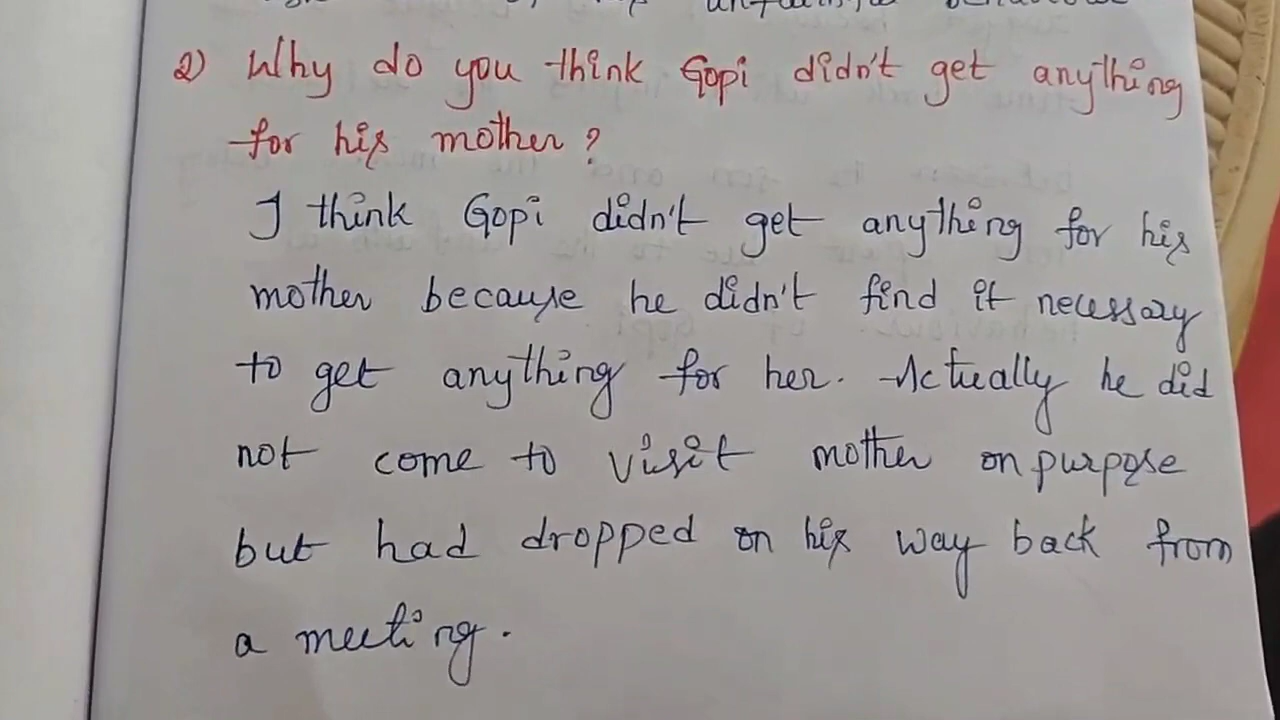 unfaithful behaviour
2) Why do you think Gopi didn't get anything
for his mother?
I think Gopi didn't get anything for his
mother because he didn't find it necessary
to get anything for her. Actually he did
not come to visit mother on purpose
but had dropped on his way back from
a meeting.